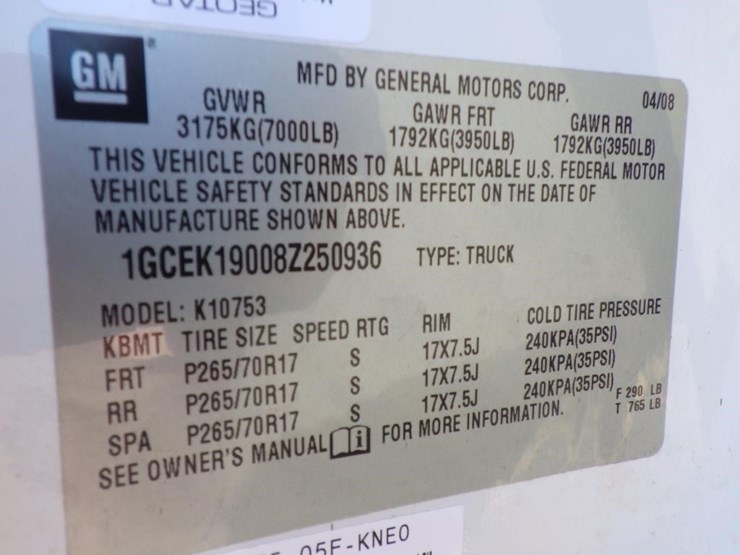 GEOTAB
GM
MFD BY GENERAL MOTORS CORP. 04/08
GVWR GAWR FRT GAWR RR
3175KG(7000LB) 1792KG(3950LB) 1792KG(3950LB)
THIS VEHICLE CONFORMS TO ALL APPLICABLE U.S. FEDERAL MOTOR
VEHICLE SAFETY STANDARDS IN EFFECT ON THE DATE OF
MANUFACTURE SHOWN ABOVE.
1GCEK19008Z250936 TYPE: TRUCK
MODEL: K10753
KBMT TIRE SIZE SPEED RTG RIM COLD TIRE PRESSURE
FRT P265/70R17 S 17X7.5J 240KPA(35PSI)
RR P265/70R17 S 17X7.5J 240KPA(35PSI)
SPA P265/70R17 S 17X7.5J 240KPA(35PSI) F 290 LB
T 765 LB
SEE OWNER'S MANUAL i FOR MORE INFORMATION.
05F-KNEO